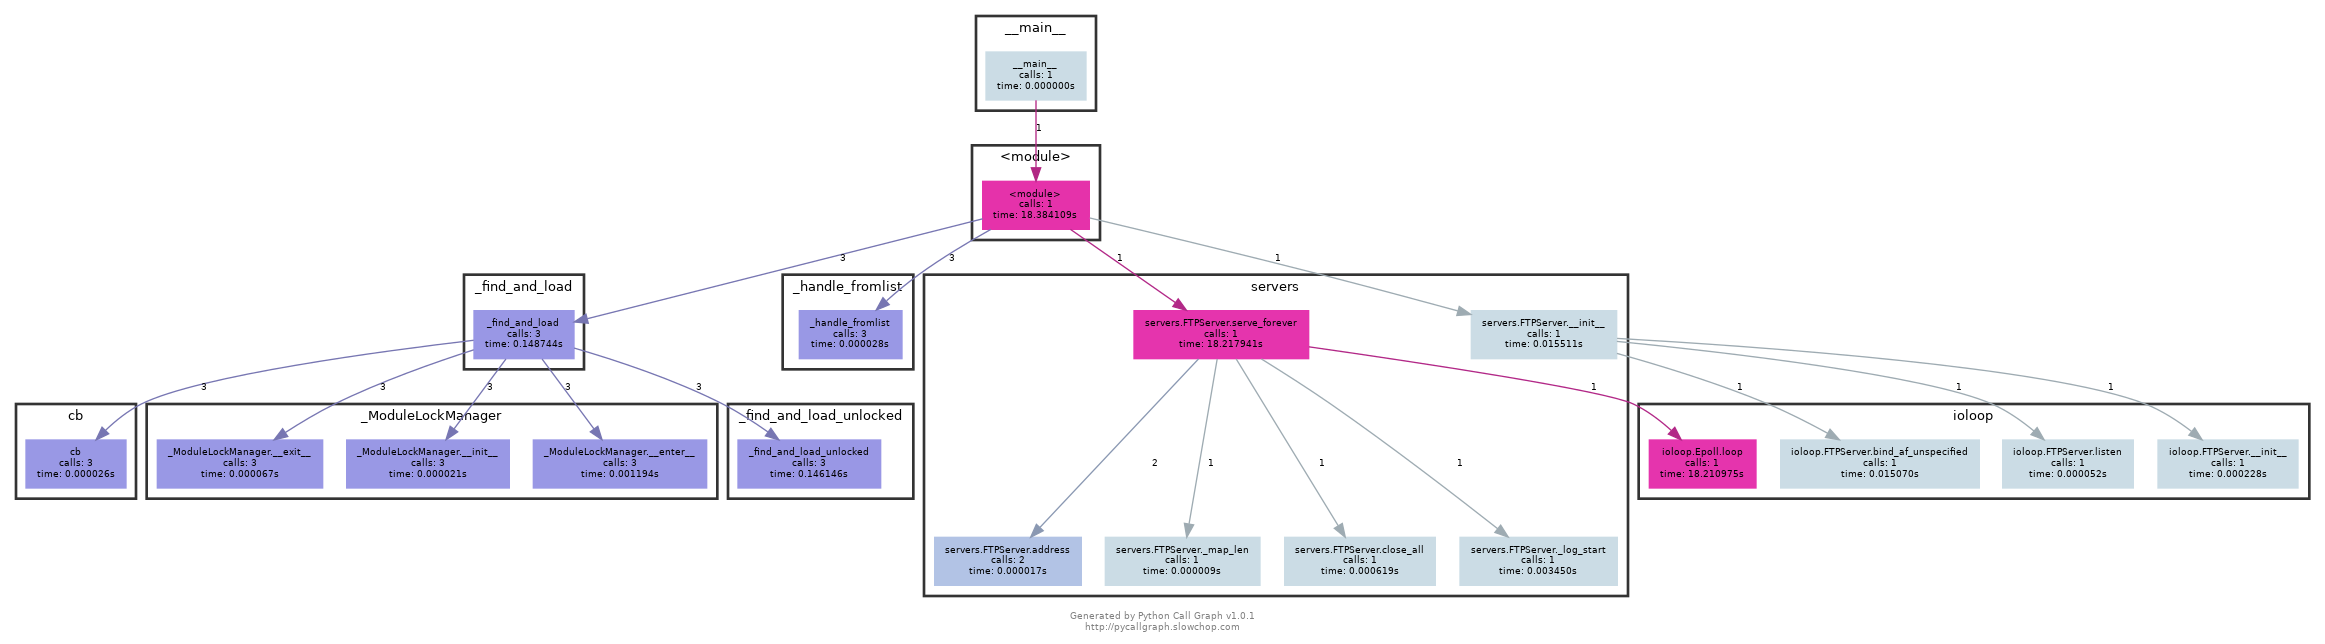 __main__
__main__
calls: 1
time: 0.000000s
1
<module>
<module>
calls: 1
time: 18.384109s
3
3
1
1
_find_and_load
_find_and_load
calls: 3
time: 0.148744s
_handle_fromlist
_handle_fromlist
calls: 3
time: 0.000028s
servers
servers.FTPServer.serve_forever
calls: 1
time: 18.217941s
servers.FTPServer.__init__
calls: 1
time: 0.015511s
3
3
3
3
3
1
1
1
1
cb
cb
calls: 3
time: 0.000026s
_ModuleLockManager
_ModuleLockManager.__exit__
calls: 3
time: 0.000067s
_ModuleLockManager.__init__
calls: 3
time: 0.000021s
_ModuleLockManager.__enter__
calls: 3
time: 0.001194s
_find_and_load_unlocked
_find_and_load_unlocked
calls: 3
time: 0.146146s
ioloop
ioloop.Epoll.loop
calls: 1
time: 18.210975s
ioloop.FTPServer.bind_af_unspecified
calls: 1
time: 0.015070s
ioloop.FTPServer.listen
calls: 1
time: 0.000052s
ioloop.FTPServer.__init__
calls: 1
time: 0.000228s
2
1
1
1
servers.FTPServer.address
calls: 2
time: 0.000017s
servers.FTPServer._map_len
calls: 1
time: 0.000009s
servers.FTPServer.close_all
calls: 1
time: 0.000619s
servers.FTPServer._log_start
calls: 1
time: 0.003450s
Generated by Python Call Graph v1.0.1
http://pycallgraph.slowchop.com